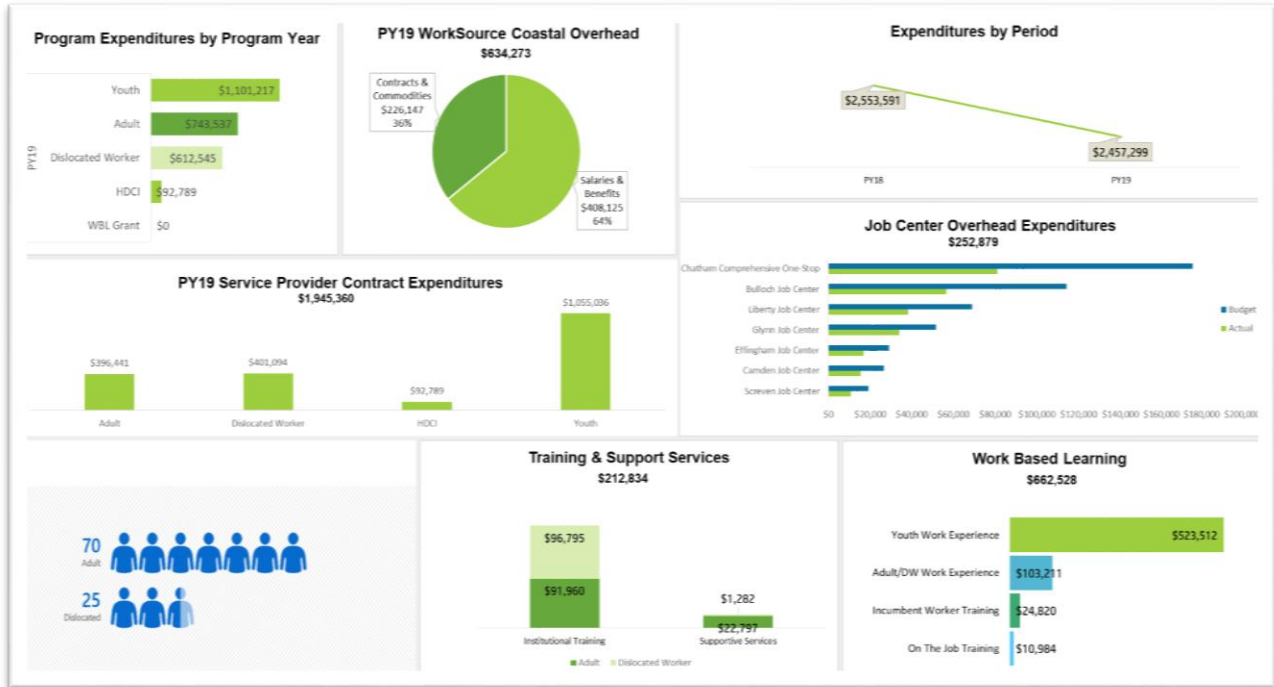 Program Expenditures by Program Year
PY19
Youth $1,101,217
Adult $743,537
Dislocated Worker $612,545
HDCI $92,789
WBL Grant $0
PY19 WorkSource Coastal Overhead
$634,273
Contracts &
Commodities
$226,147
36%
Salaries &
Benefits
$408,125
64%
Expenditures by Period
$2,553,591
$2,457,299
PY18 PY19
Job Center Overhead Expenditures
$252,879
Chatham Comprehensive One-Stop
Bulloch Job Center
Liberty Job Center
Glynn Job Center
Effingham Job Center
Camden Job Center
Screven Job Center
$0 $20,000 $40,000 $60,000 $80,000 $100,000 $120,000 $140,000 $160,000 $180,000 $200,000
Budget
Actual
PY19 Service Provider Contract Expenditures
$1,945,360
$396,441 $401,094 $92,789 $1,055,036
Adult Dislocated Worker HDCI Youth
70
Adult
25
Dislocated
Training & Support Services
$212,834
$96,795
$91,960
$1,282
$22,797
Institutional Training Supportive Services
Adult Dislocated Worker
Work Based Learning
$662,528
Youth Work Experience $523,512
Adult/DW Work Experience $103,211
Incumbent Worker Training $24,820
On The Job Training $10,984